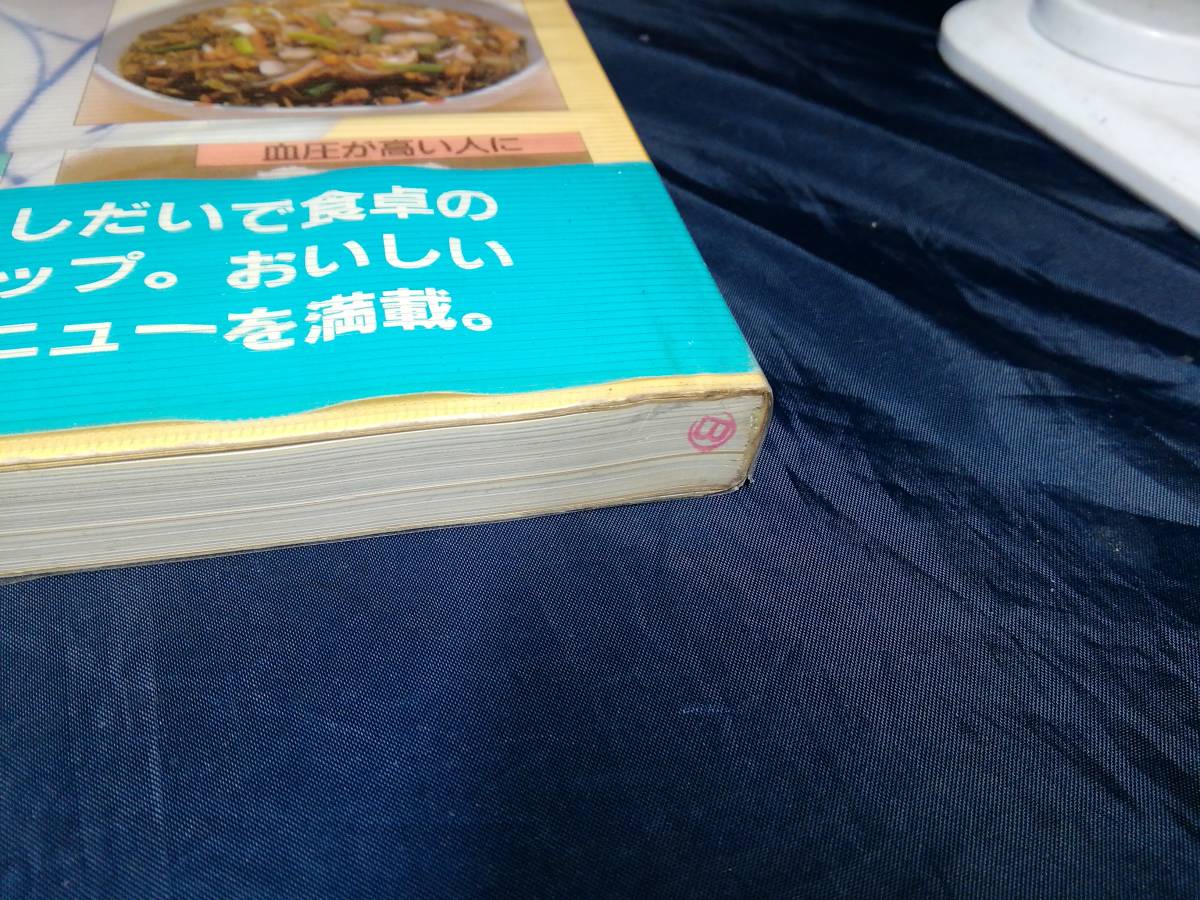 血圧が高い人に
しだいで食卓の
ップ。おいしい
ニューを満載。
B